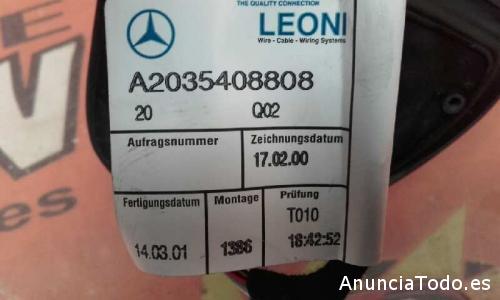 THE QUALITY CONNECTION
LEONI
Wire - Cable - Wiring Systems
A2035408808
20 Q02
Aufragsnummer
Zeichnungsdatum
17.02.00
Fertigungsdatum
Montage
Prüfung
T010
14.03.01
1386
18:42:52
es
AnunciaTodo.es